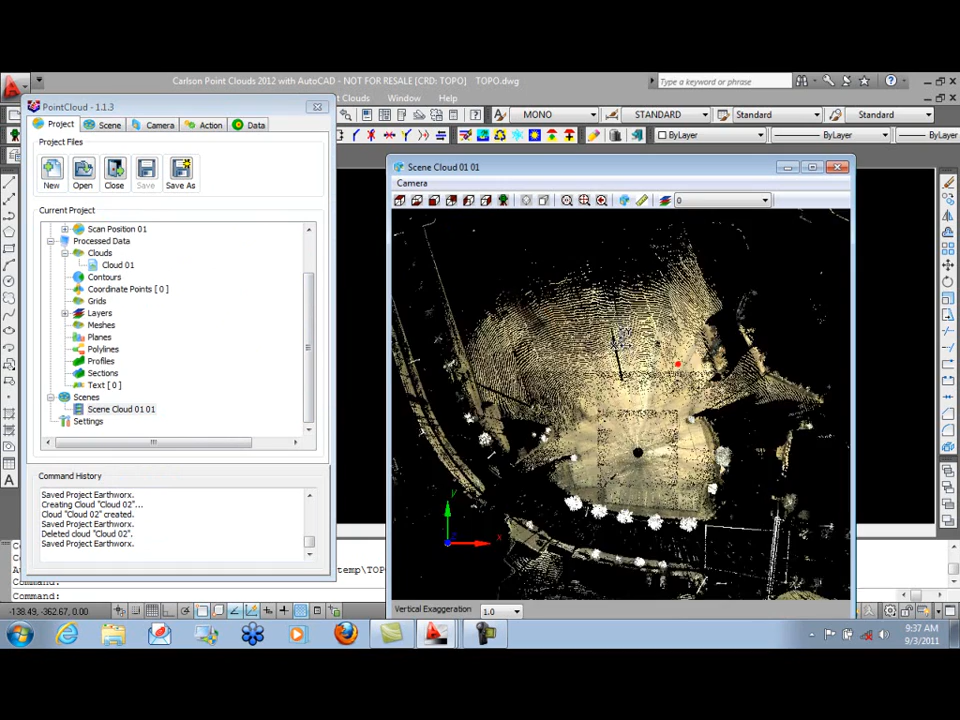 Carlson Point Clouds 2012 with AutoCAD - NOT FOR RESALE [CRD: TOPO]    TOPO.dwg
Type a keyword or phrase
PointCloud - 1.1.3
Clouds    Window    Help
MONO    STANDARD    Standard    Standard
Project    Scene    Camera    Action    Data
ByLayer    ByLayer    ByLayer
Project Files
New    Open    Close    Save    Save As
Scene Cloud 01 01
Camera
0
Current Project
Scan Position 01
Processed Data
Clouds
Cloud 01
Contours
Coordinate Points [ 0 ]
Grids
Layers
Meshes
Planes
Polylines
Profiles
Sections
Text [ 0 ]
Scenes
Scene Cloud 01 01
Settings
Command History
Saved Project Earthworx.
Creating Cloud "Cloud 02"...
Cloud "Cloud 02" created.
Saved Project Earthworx.
Deleted cloud "Cloud 02".
Saved Project Earthworx.
y
x
temp\TOP
Command:
Command:
Vertical Exaggeration    1.0
-138.49, -362.67, 0.00
9:37 AM
9/3/2011